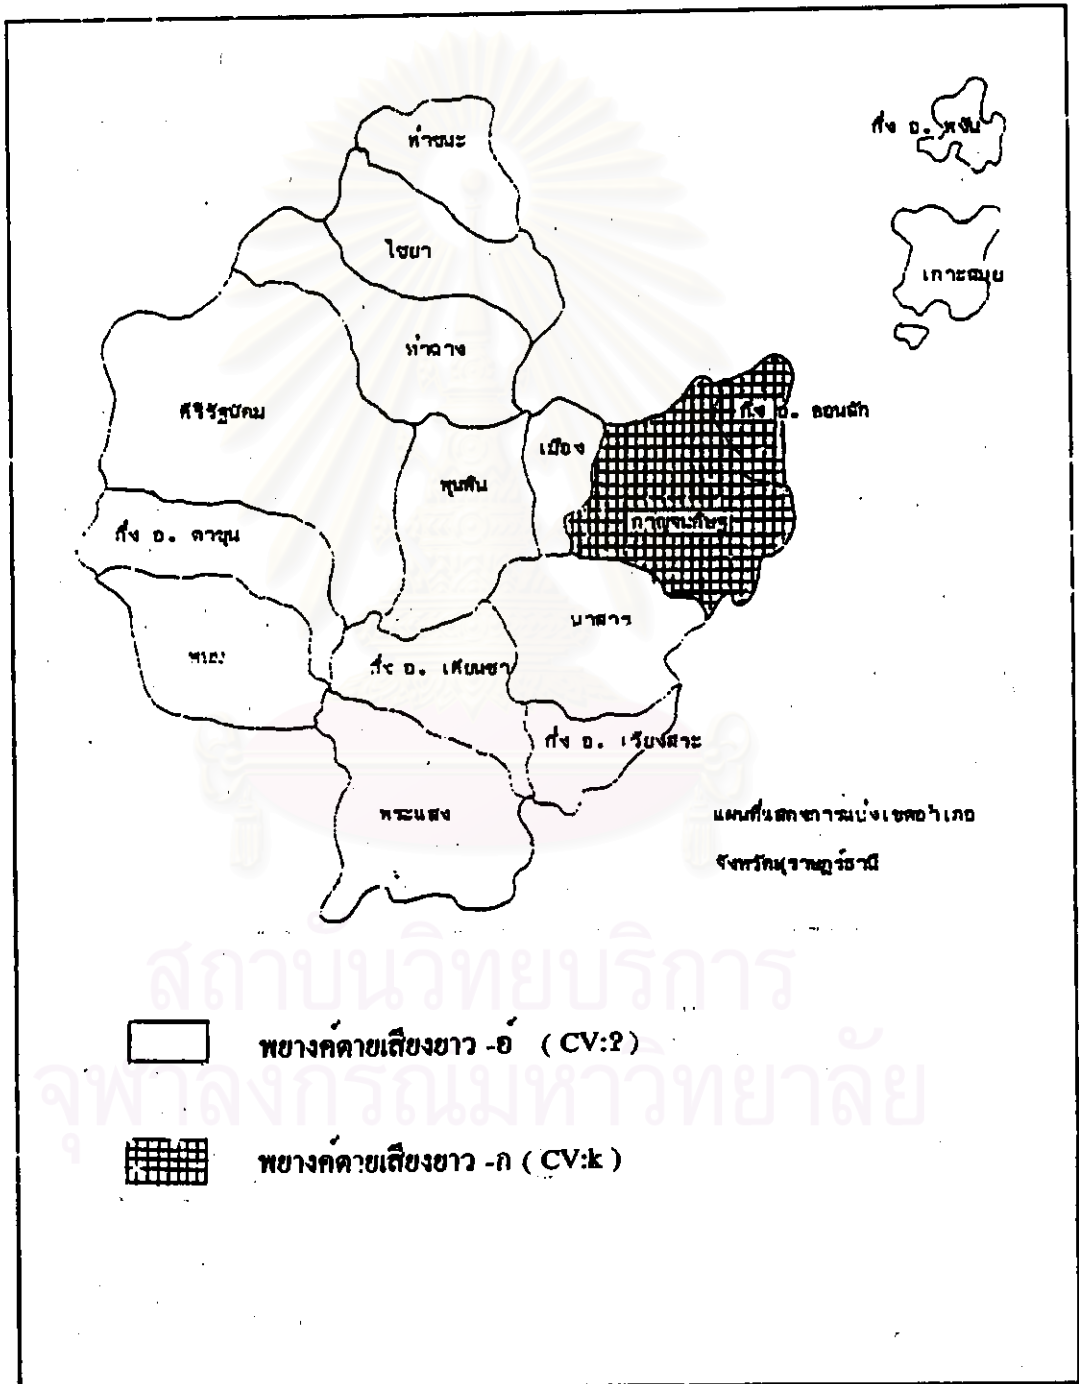 ท่าชนะ
กิ่ง อ. พงัน
ไชยา
เกาะสมุย
ท่าฉาง
คีรีรัฐนิคม
กิ่ง อ. ดอนสัก
เมือง
พุนพิน
กาญจนดิษฐ์
กิ่ง อ. ตาขุน
นาสาร
พนม
กิ่ง อ. เคียนซา
กิ่ง อ. เวียงสระ
พระแสง
แผนที่แสดงการแบ่งเขตอำเภอ
จังหวัดสุราษฎร์ธานี
สถาบันวิทยบริการ
พยางค์ตายเสียงยาว -อ์ ( CV:ʔ )
จุฬาลงกรณ์มหาวิทยาลัย
พยางค์ตายเสียงยาว -ก ( CV:k )